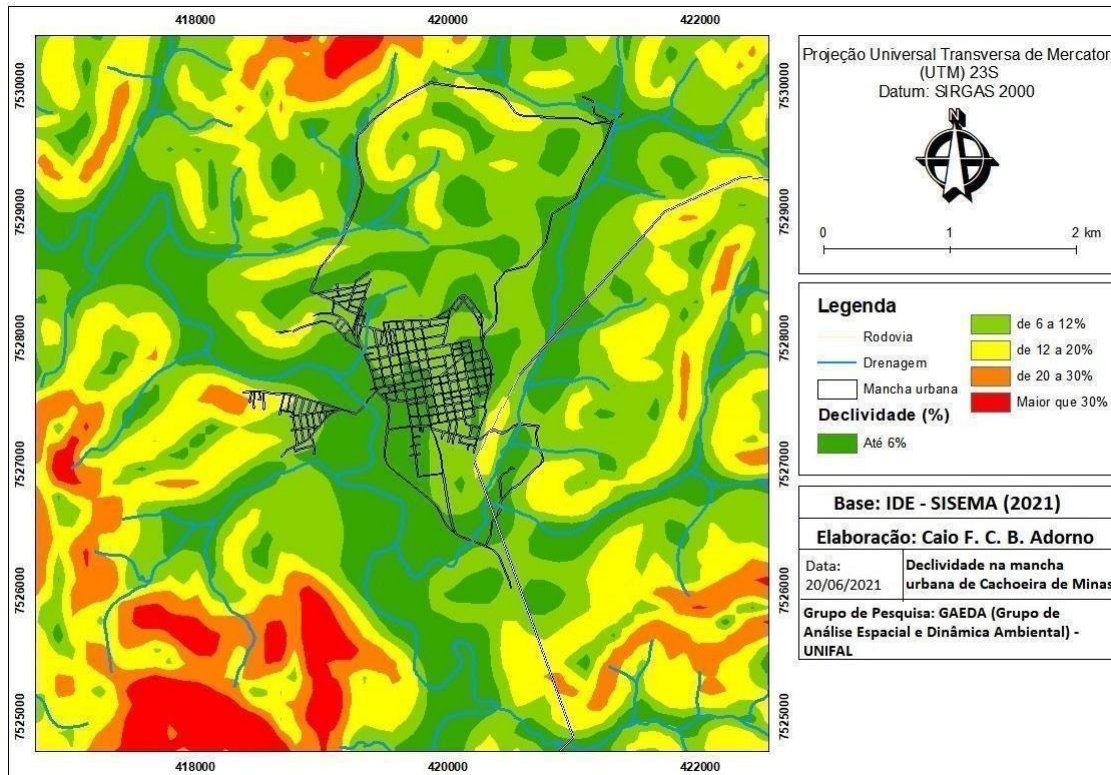 418000
420000
422000
7530000
7529000
7528000
7527000
7526000
7525000
7530000
7529000
7528000
7527000
7526000
7525000
418000
420000
422000
Projeção Universal Transversa de Mercator
(UTM) 23S
Datum: SIRGAS 2000
N
0 1 2 km
Legenda
Rodovia
Drenagem
Mancha urbana
Declividade (%)
Até 6%
de 6 a 12%
de 12 a 20%
de 20 a 30%
Maior que 30%
Base: IDE - SISEMA (2021)
Elaboração: Caio F. C. B. Adorno
Data:
20/06/2021
Declividade na mancha
urbana de Cachoeira de Minas
Grupo de Pesquisa: GAEDA (Grupo de
Análise Espacial e Dinâmica Ambiental) -
UNIFAL